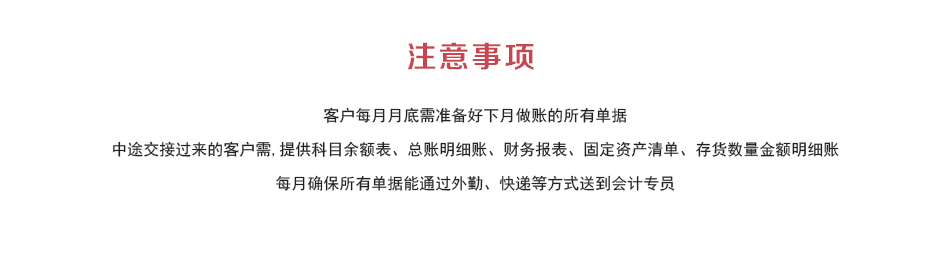 注意事项
客户每月月底需准备好下月做账的所有单据
中途交接过来的客户需,提供科目余额表、总账明细账、财务报表、固定资产清单、存货数量金额明细账
每月确保所有单据能通过外勤、快递等方式送到会计专员